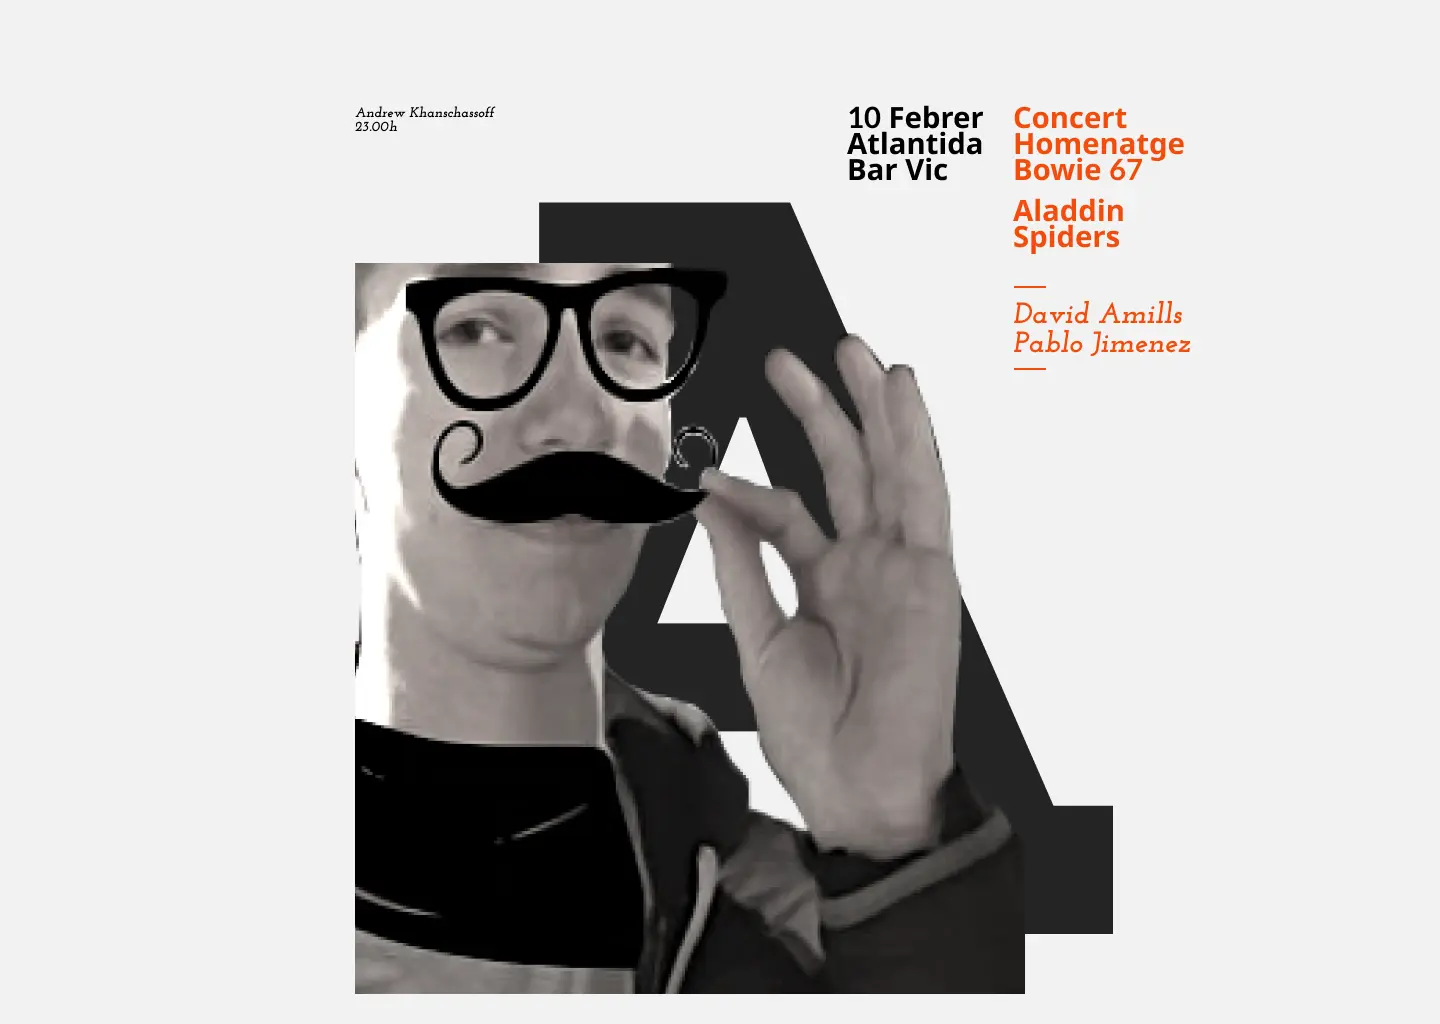 Andrew Khanschassoff
23.00h
10 Febrer
Atlantida
Bar Vic
Concert
Homenatge
Bowie 67
Aladdin
Spiders
David Amills
Pablo Jimenez
A